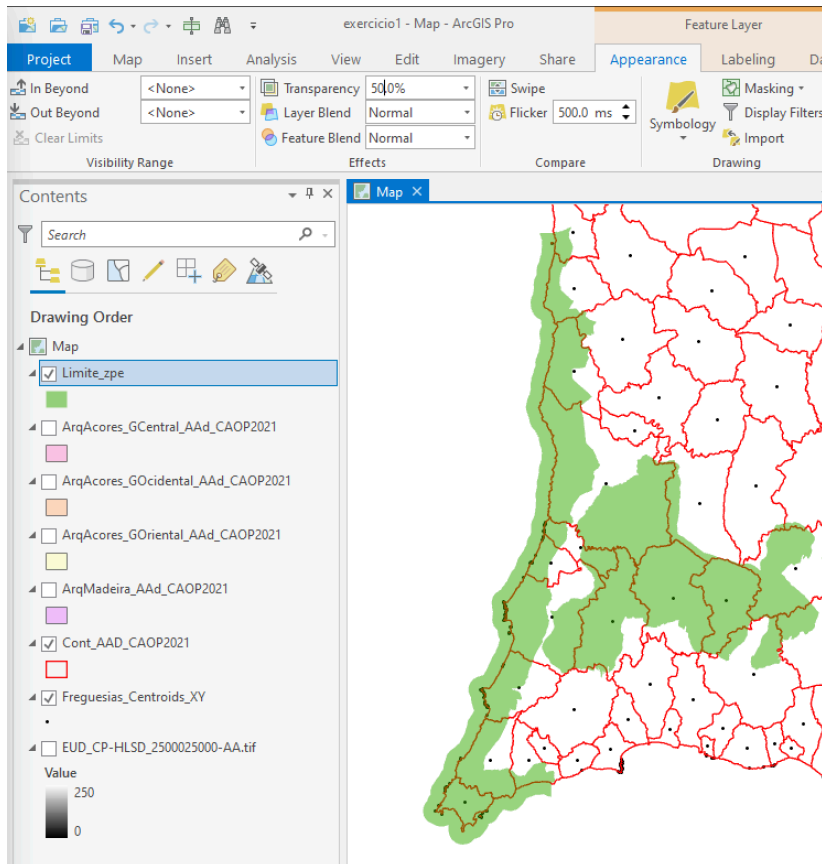 exercicio1 - Map - ArcGIS Pro
Feature Layer
Project Map Insert Analysis View Edit Imagery Share Appearance Labeling Da
In Beyond <None> Transparency 50.0% Swipe Masking
Out Beyond <None> Layer Blend Normal Flicker 500.0 ms Symbology Display Filters
Clear Limits Feature Blend Normal Import
Visibility Range Effects Compare Drawing
Contents
Map
Search
Drawing Order
Map
Limite_zpe
ArqAcores_GCentral_AAd_CAOP2021
ArqAcores_GOcidental_AAd_CAOP2021
ArqAcores_GOriental_AAd_CAOP2021
ArqMadeira_AAd_CAOP2021
Cont_AAD_CAOP2021
Freguesias_Centroids_XY
EUD_CP-HLSD_2500025000-AA.tif
Value
250
0